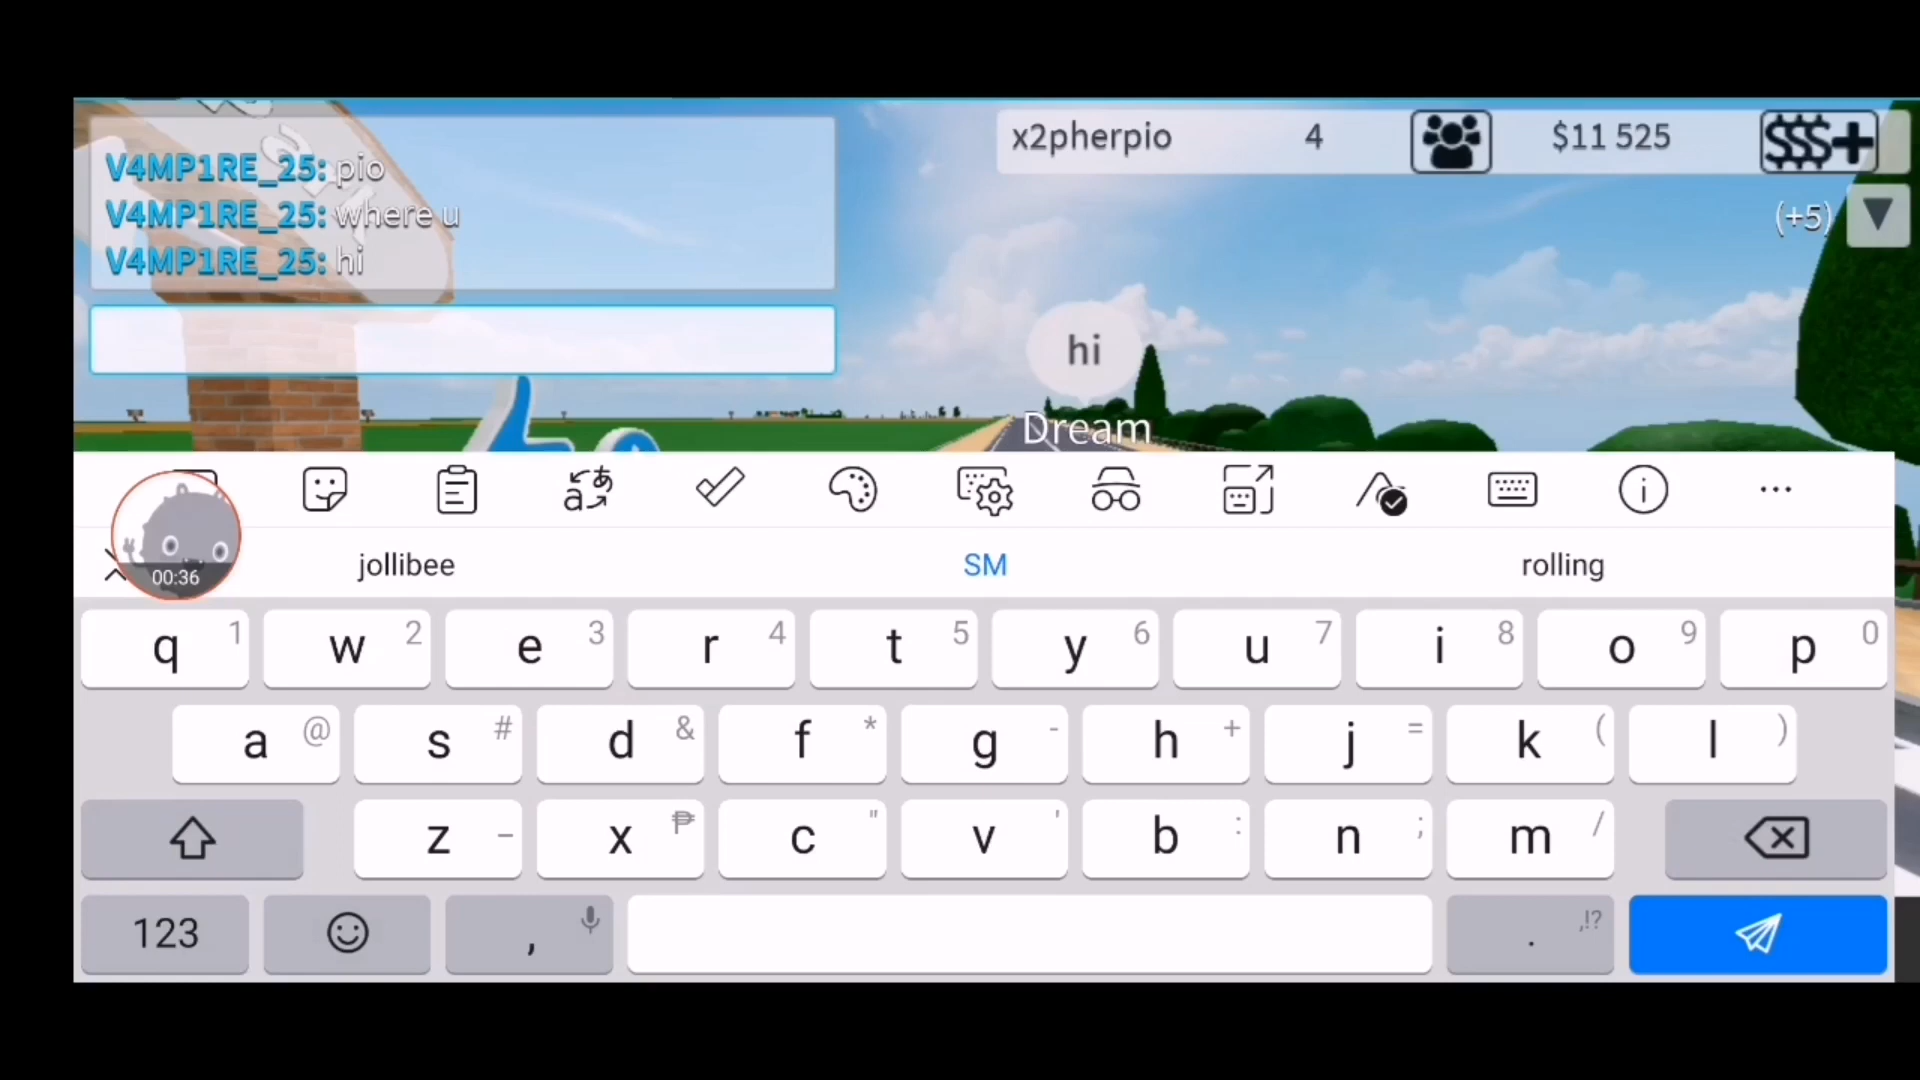 V4MP1RE_25: pio
V4MP1RE_25: where u
V4MP1RE_25: hi
x2pherpio 4 $11 525 $$$+
(+5) ▼
hi
Dream
00:36
jollibee SM rolling
q 1 w 2 e 3 r 4 t 5 y 6 u 7 i 8 o 9 p 0
a @ s # d & f * g - h + j = k ( l )
z – x ₱ c " v ' b : n ; m /
123 , . ,!?